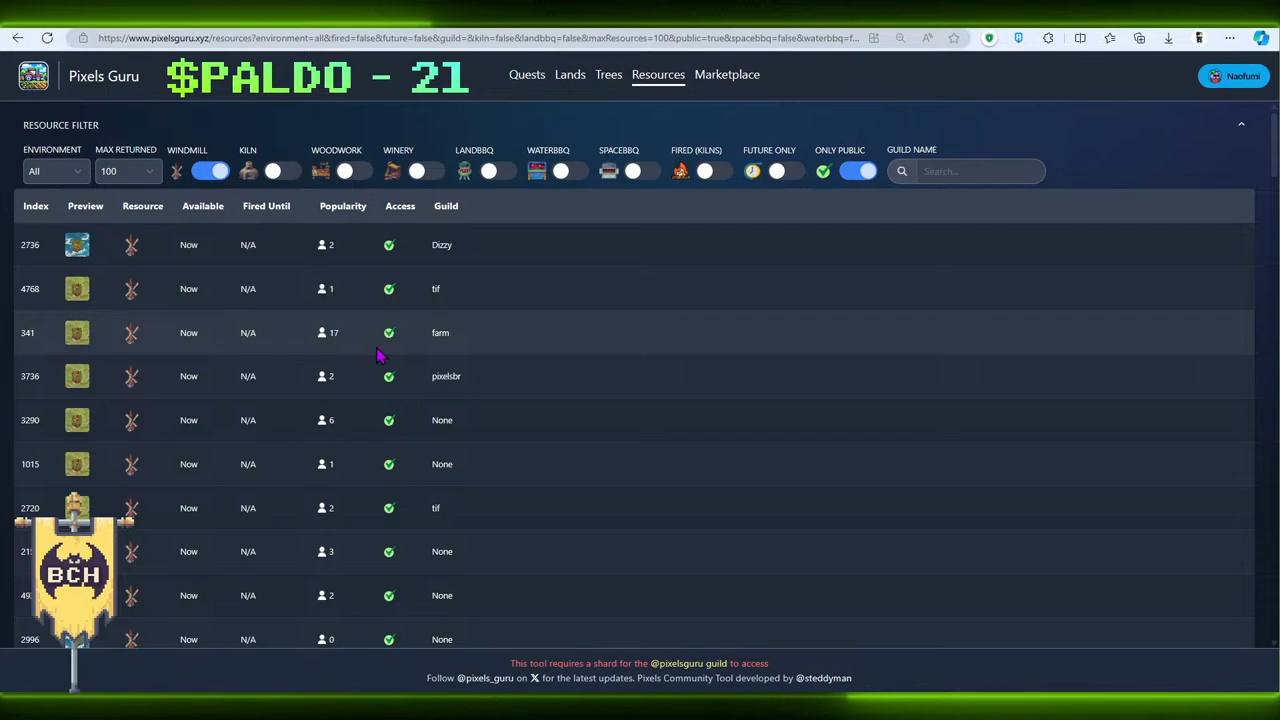 https://www.pixelsguru.xyz/resources?environment=all&fired=false&future=false&guild=&kiln=false&landbbq=false&maxResources=100&public=true&spacebbq=false&waterbbq=f...
Pixels Guru
$PALDO - 21
Quests Lands Trees Resources Marketplace
Naofumi
RESOURCE FILTER
ENVIRONMENT MAX RETURNED WINDMILL KILN WOODWORK WINERY LANDBBQ WATERBBQ SPACEBBQ FIRED (KILNS) FUTURE ONLY ONLY PUBLIC GUILD NAME
All 100 Search...
Index Preview Resource Available Fired Until Popularity Access Guild
2736 Now N/A 2 Dizzy
4768 Now N/A 1 tif
341 Now N/A 17 farm
3736 Now N/A 2 pixelsbr
3290 Now N/A 6 None
1015 Now N/A 1 None
2720 Now N/A 2 tif
Now N/A 3 None
Now N/A 2 None
2996 Now N/A 0 None
BCH
This tool requires a shard for the @pixelsguru guild to access
Follow @pixels_guru on X for the latest updates. Pixels Community Tool developed by @steddyman